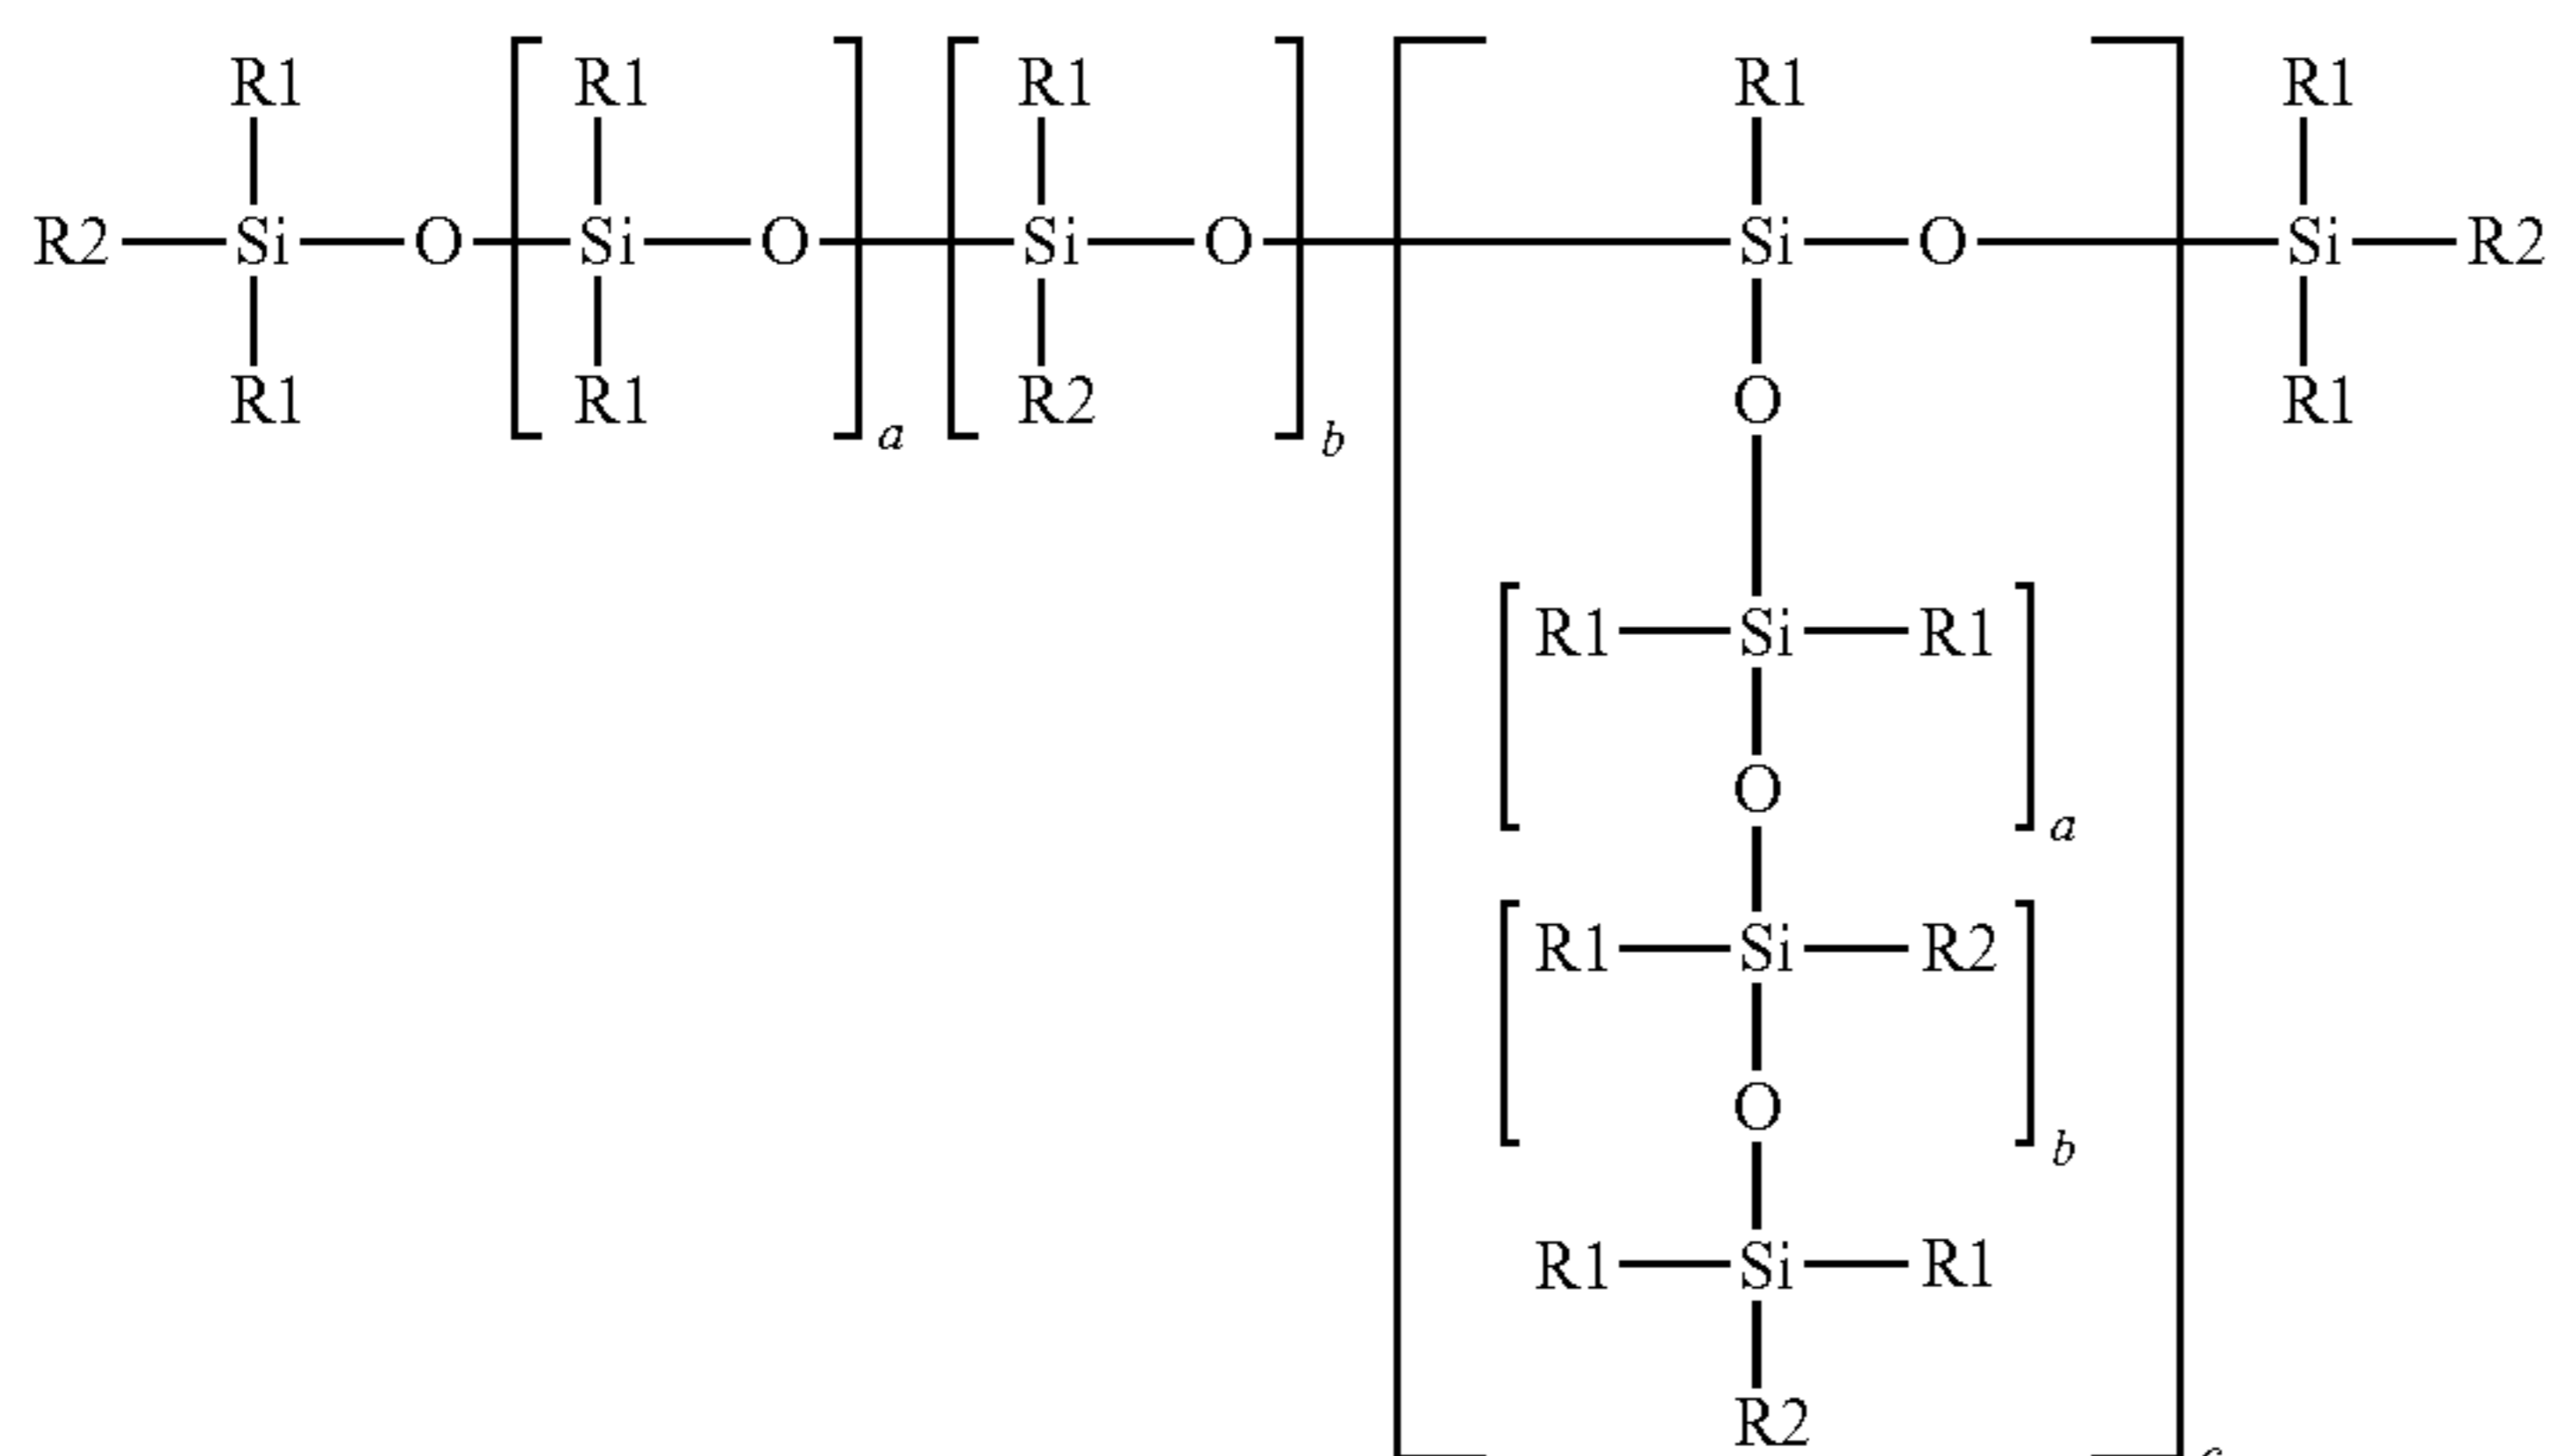 R1 R1 R1 R1 R1
R2 Si O Si O Si O Si O Si R2
R1 R1 R2 O R1
a b
R1 Si R1
O
a
R1 Si R2
O
b
R1 Si R1
R2